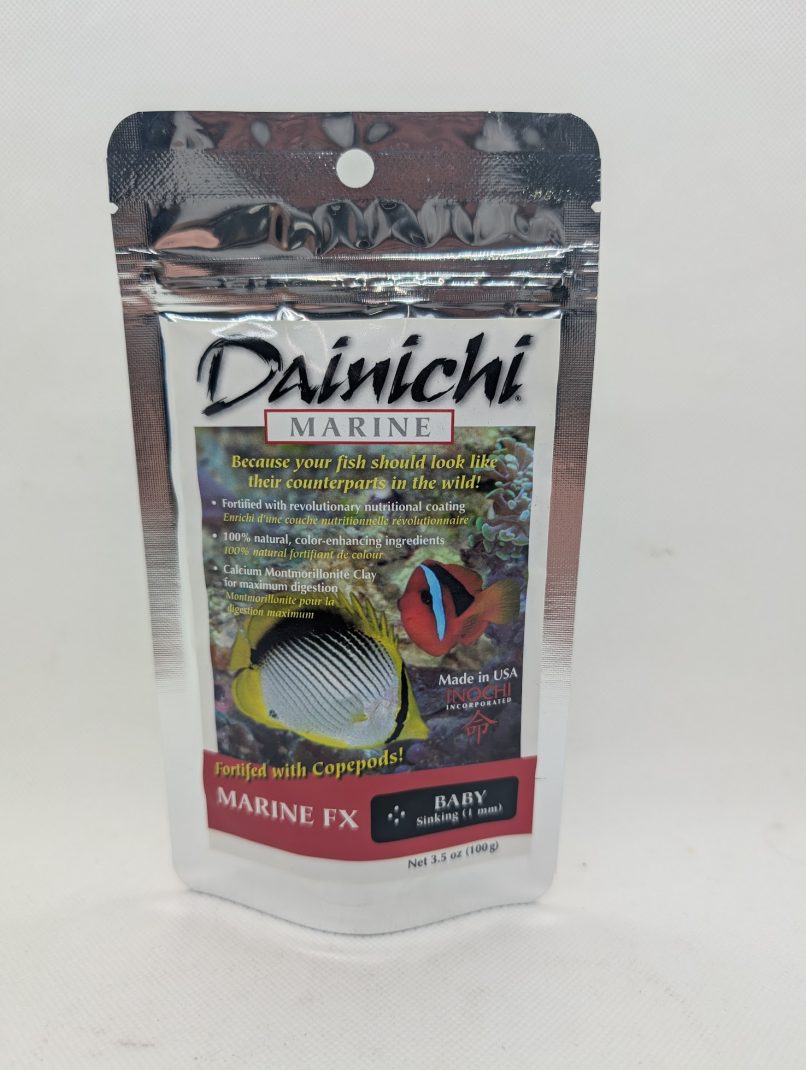 Dainichi®
MARINE
Because your fish should look like
their counterparts in the wild!
• Fortified with revolutionary nutritional coating
Enrichi d'une couche nutritionnelle révolutionnaire
• 100% natural, color-enhancing ingredients
100% natural fortifiant de colour
• Calcium Montmorillonite Clay
for maximum digestion
Montmorillonite pour la
digestion maximum
Made in USA
INOCHI
INCORPORATED
命
Fortifed with Copepods!
MARINE FX
BABY
Sinking (1 mm)
Net 3.5 oz (100g)